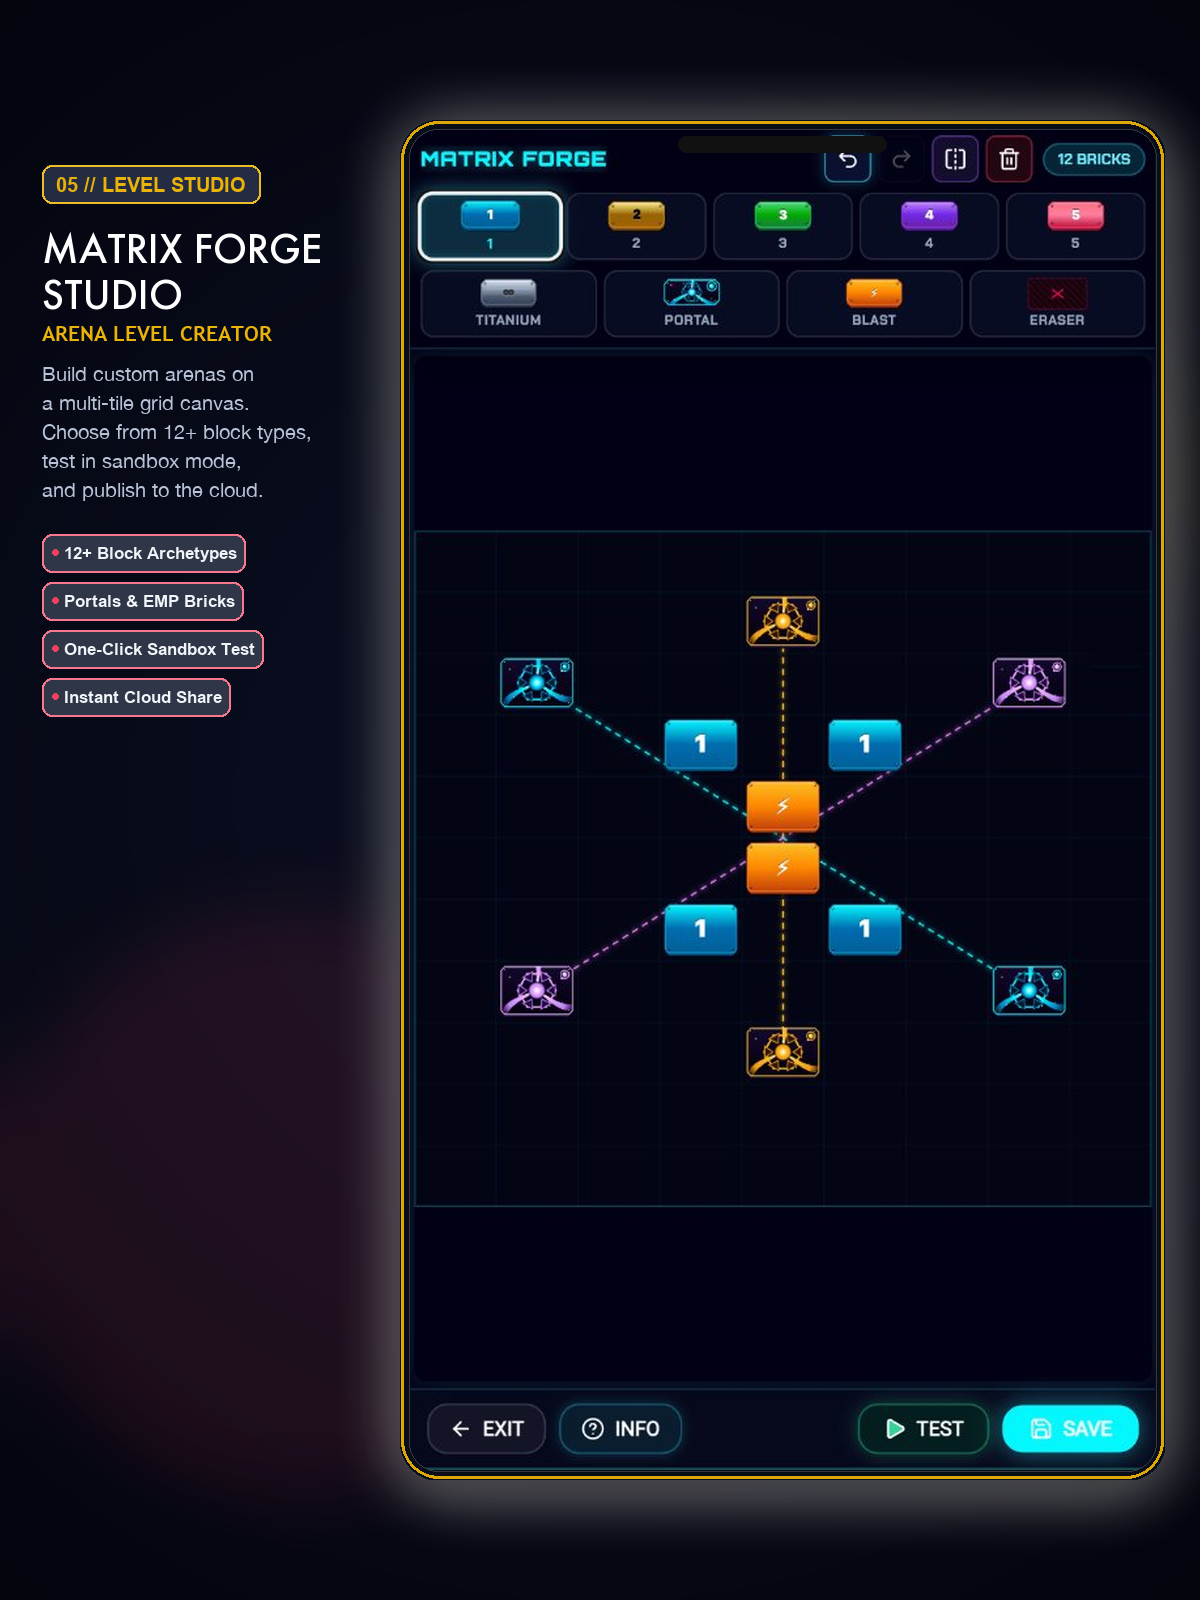 05 // LEVEL STUDIO
MATRIX FORGE
STUDIO
ARENA LEVEL CREATOR
Build custom arenas on
a multi-tile grid canvas.
Choose from 12+ block types,
test in sandbox mode,
and publish to the cloud.
12+ Block Archetypes
Portals & EMP Bricks
One-Click Sandbox Test
Instant Cloud Share
MATRIX FORGE
12 BRICKS
1 2 3 4 5
1 2 3 4 5
∞
TITANIUM PORTAL BLAST ERASER
1 1
1 1
EXIT INFO TEST SAVE